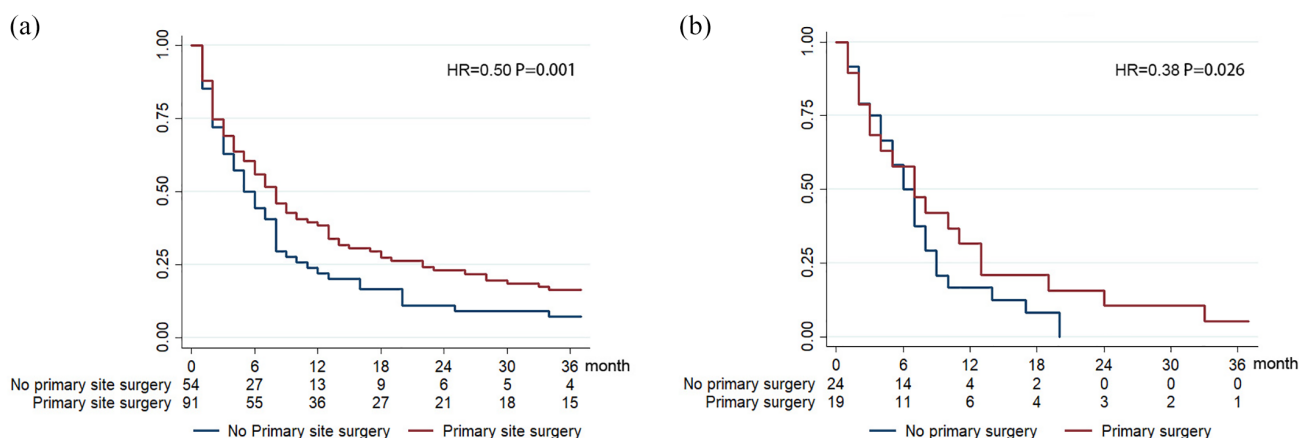 (a)
1.00
0.75
0.50
0.25
0.00
HR=0.50 P=0.001
0 6 12 18 24 30 36 month
No primary site surgery 54 27 13 9 6 5 4
Primary site surgery 91 55 36 27 21 18 15
No Primary site surgery Primary site surgery
(b)
1.00
0.75
0.50
0.25
0.00
HR=0.38 P=0.026
0 6 12 18 24 30 36 month
No primary surgery 24 14 4 2 0 0 0
Primary surgery 19 11 6 4 3 2 1
No Primary surgery Primary surgery